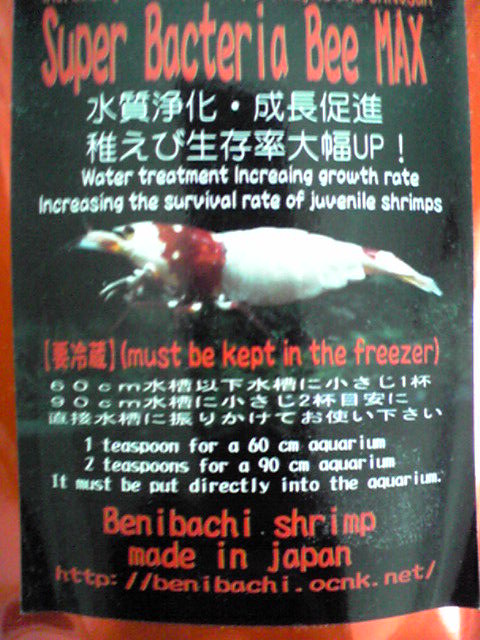 and
Super Bacteria Bee MAX
水質浄化・成長促進
稚えび生存率大幅UP！
Water treatment Increaing growth rate
Increasing the survival rate of juvenile shrimps
[要冷蔵](must be kept in the freezer)
60cm水槽以下水槽に小さじ1杯
90cm水槽に小さじ2杯目安に
直接水槽に振りかけてお使い下さい
1 teaspoon for a 60 cm aquarium
2 teaspoons for a 90 cm aquarium
It must be put directly into the aquarium.
Benibachi shrimp
made in japan
http://benibachi.ocnk.net/